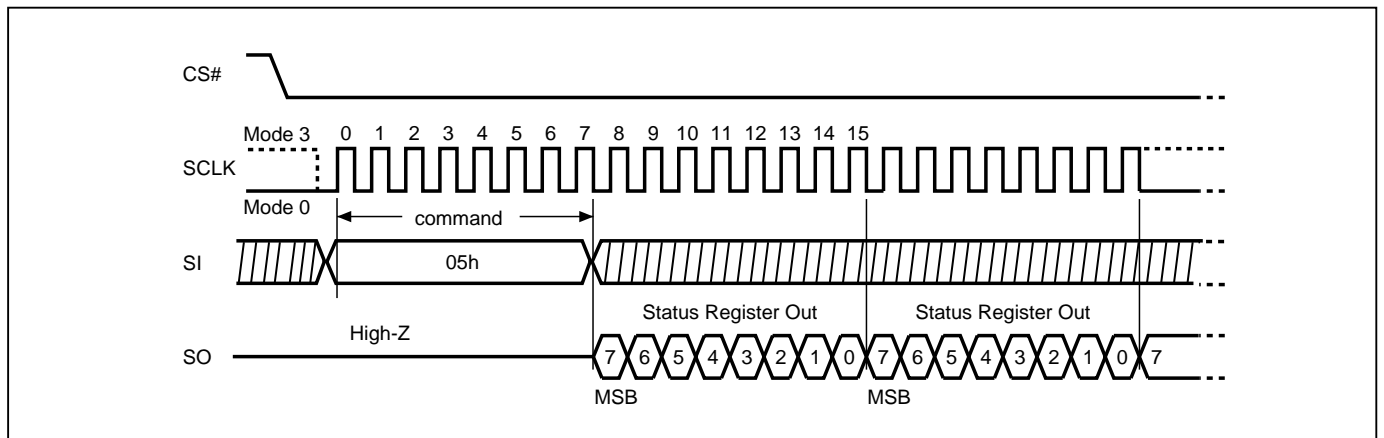 CS#
Mode 3 0 1 2 3 4 5 6 7 8 9 10 11 12 13 14 15
SCLK
Mode 0
command
SI 05h
Status Register Out Status Register Out
High-Z
SO 7 6 5 4 3 2 1 0 7 6 5 4 3 2 1 0 7
MSB MSB